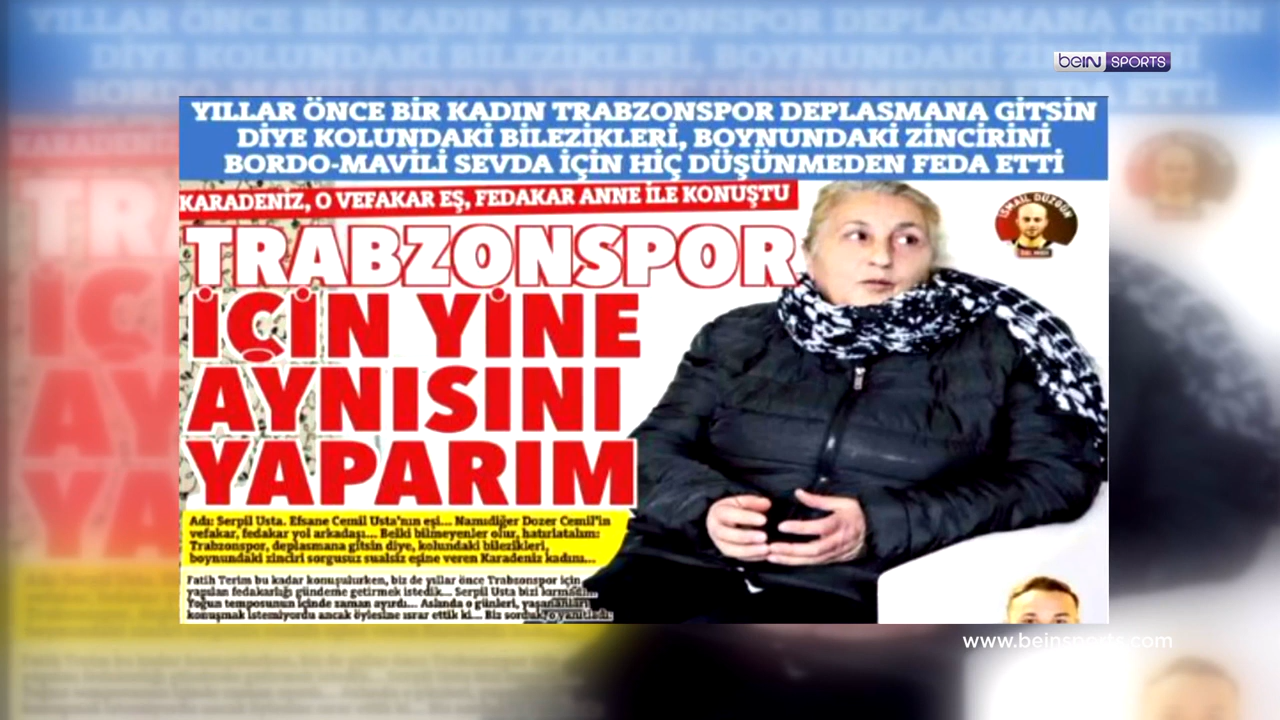 beIN SPORTS
YILLAR ÖNCE BİR KADIN TRABZONSPOR DEPLASMANA GİTSİN
DİYE KOLUNDAKİ BİLEZİKLERİ, BOYNUNDAKİ ZİNCİRİNİ
BORDO-MAVİLİ SEVDA İÇİN HİÇ DÜŞÜNMEDEN FEDA ETTİ
KARADENİZ, O VEFAKAR EŞ, FEDAKAR ANNE İLE KONUŞTU
İSMAİL DÜZGÜN
TRABZONSPOR
İÇİN YİNE
AYNISINI
YAPARIM
Adı: Serpil Usta. Efsane Cemil Usta'nın eşi... Namıdiğer Dozer Cemil'in
vefakar, fedakar yol arkadaşı... Belki bilmeyenler olur, hatırlatalım:
Trabzonspor, deplasmana gitsin diye, kolundaki bilezikleri,
boynundaki zinciri sorgusuz sualsiz eşine veren Karadeniz kadını...
Fatih Terim bu kadar konuşulurken, biz de yıllar önce Trabzonspor için
yapılan fedakarlığı gündeme getirmek istedik... Serpil Usta bizi kırmadı...
Yoğun temposunun içinde zaman ayırdı... Aslında o günleri, yaşananları
konuşmak istemiyordu ancak öylesine ısrar ettik ki... Biz sorduk, o yanıtladı:
www.beinsports.com